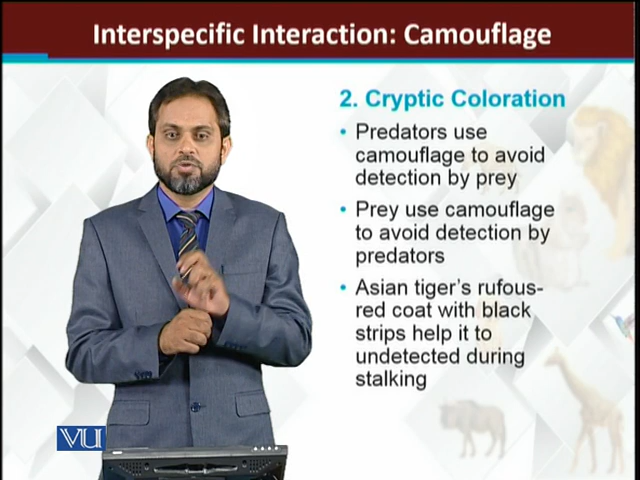 Interspecific Interaction: Camouflage
2. Cryptic Coloration
• Predators use
camouflage to avoid
detection by prey
• Prey use camouflage
to avoid detection by
predators
• Asian tiger's rufous-
red coat with black
strips help it to
undetected during
stalking
VU